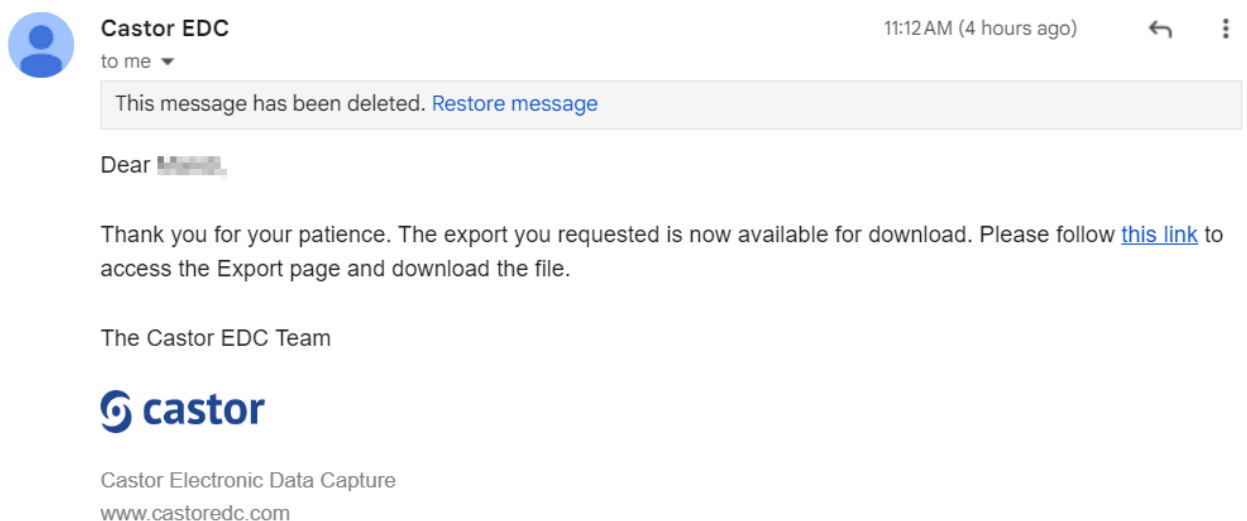 Castor EDC
11:12 AM (4 hours ago)
to me
This message has been deleted. Restore message
Dear
Thank you for your patience. The export you requested is now available for download. Please follow this link to
access the Export page and download the file.
The Castor EDC Team
castor
Castor Electronic Data Capture
www.castoredc.com